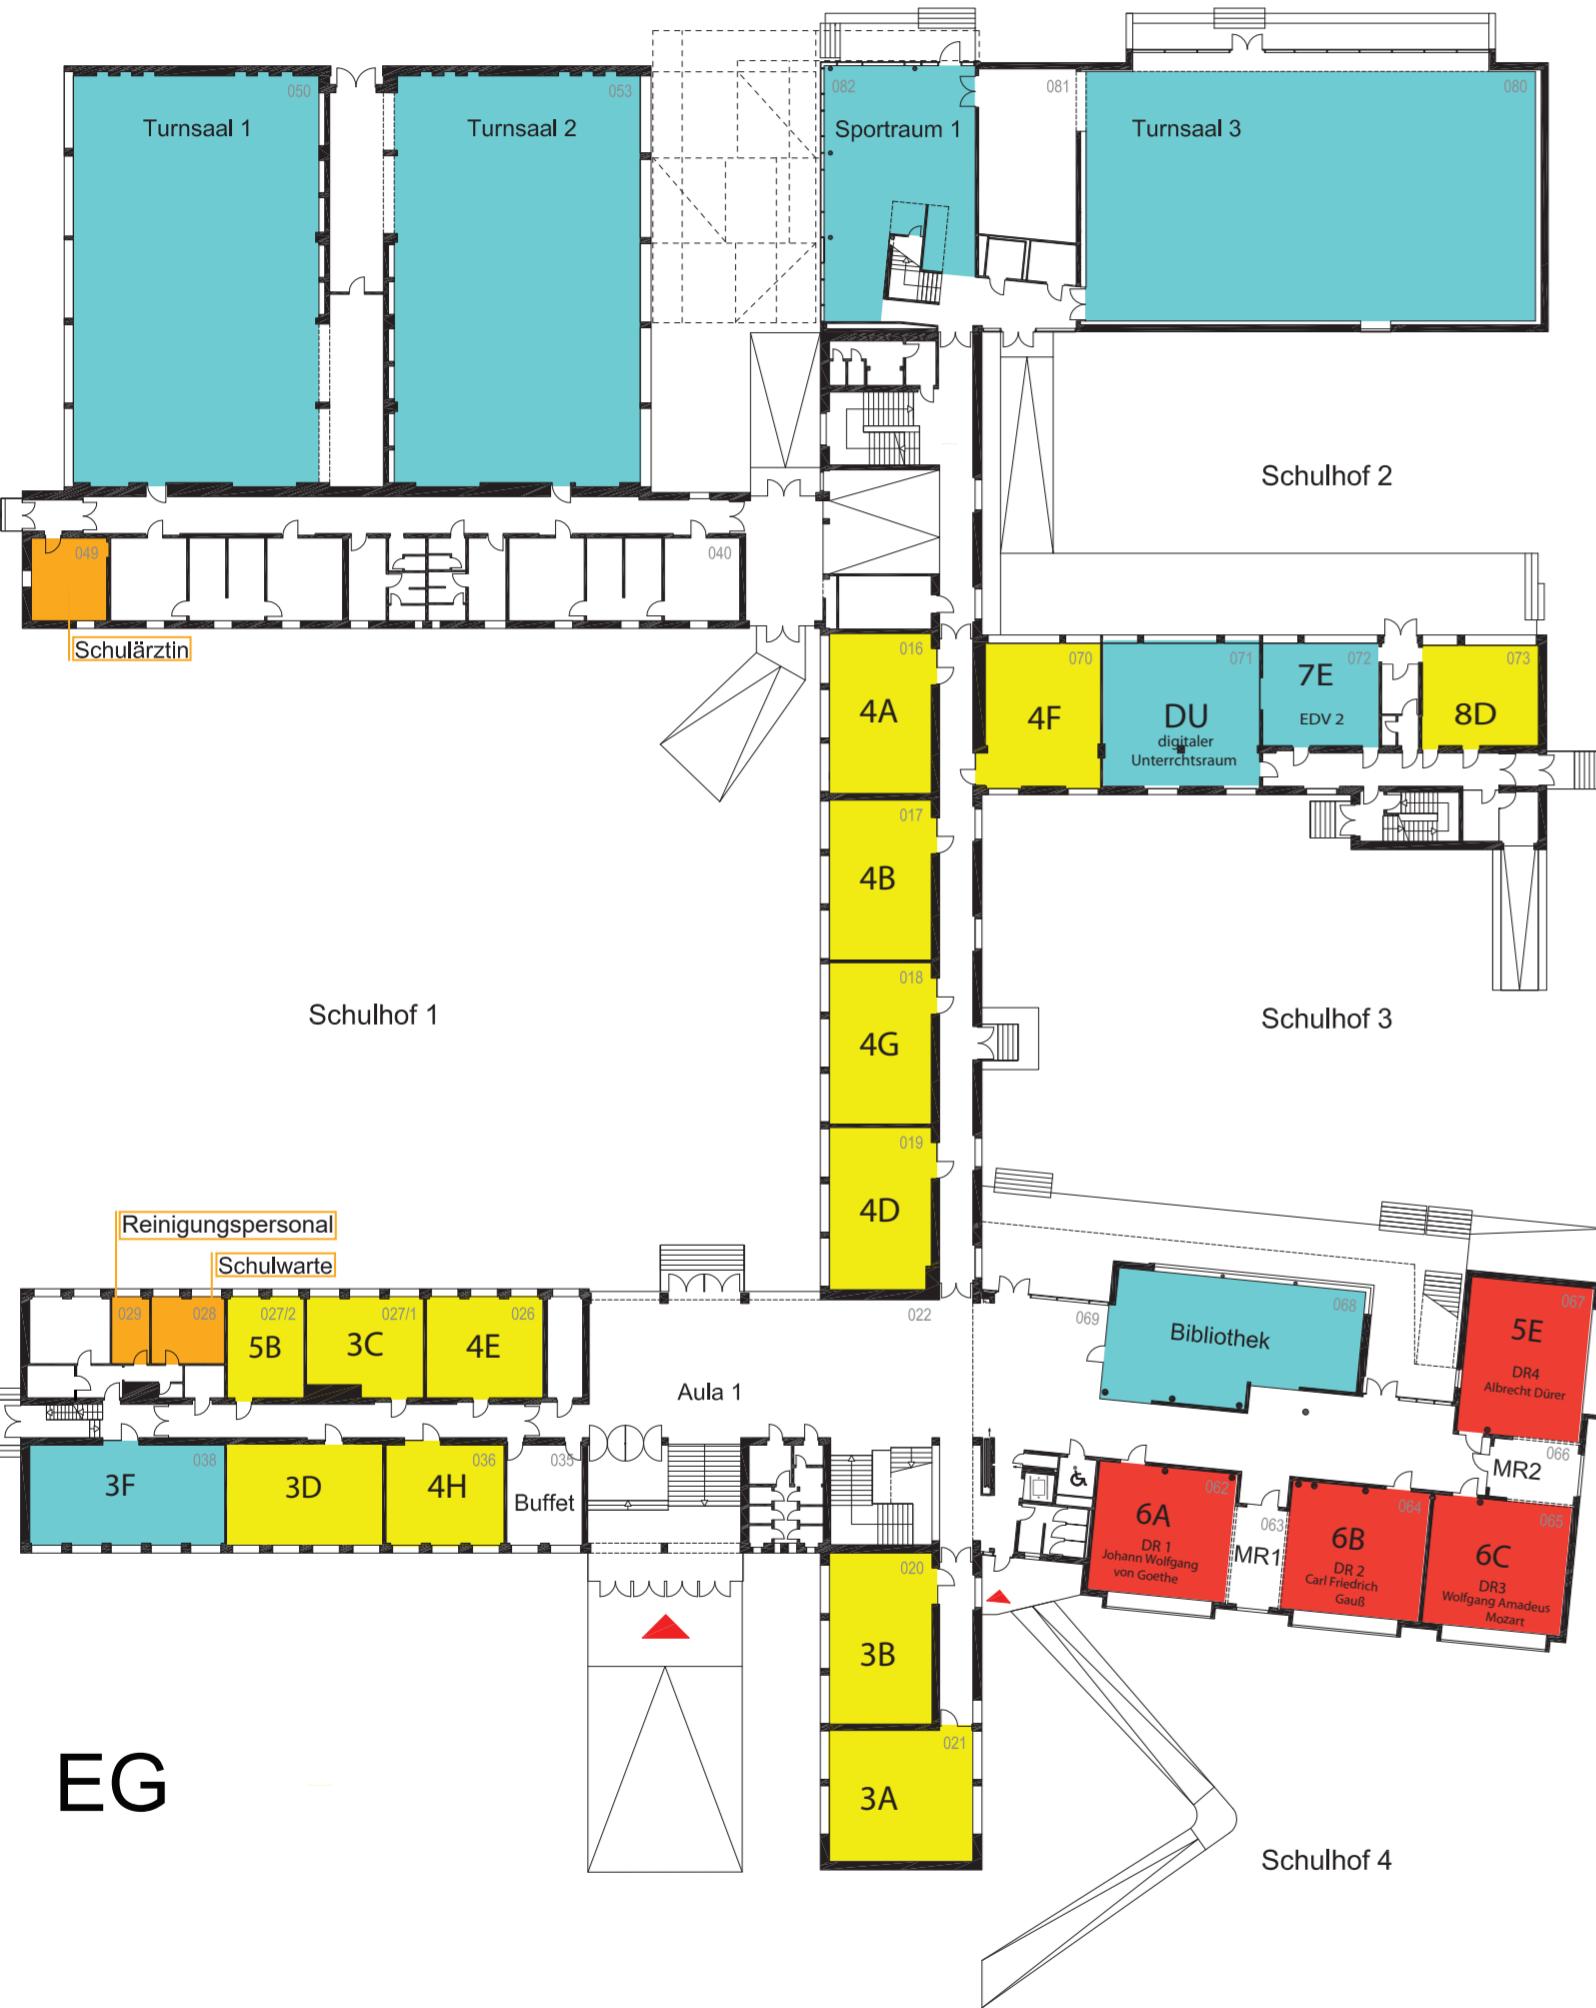 050
Turnsaal 1
053
Turnsaal 2
082
Sportraum 1
081
080
Turnsaal 3
Schulhof 2
049
040
Schulärztin
016
4A
070
4F
071
DU
digitaler
Unterrchtsraum
072
7E
EDV 2
073
8D
017
4B
018
4G
Schulhof 1
Schulhof 3
019
4D
Reinigungspersonal
Schulwarte
029
028
027/2
5B
027/1
3C
026
4E
022
Aula 1
069
068
Bibliothek
067
5E
DR4
Albrecht Dürer
038
3F
3D
036
4H
035
Buffet
066
MR2
062
6A
DR 1
Johann Wolfgang
von Goethe
063
MR1
064
6B
DR 2
Carl Friedrich
Gauß
065
6C
DR3
Wolfgang Amadeus
Mozart
020
3B
021
3A
EG
Schulhof 4